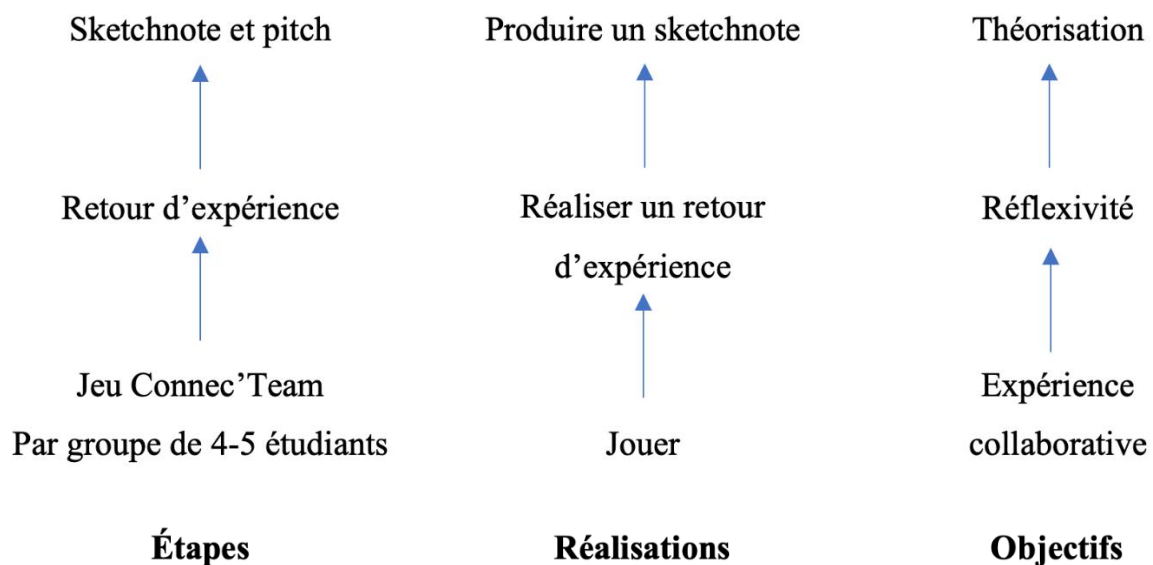 Sketchnote et pitch
Produire un sketchnote
Théorisation
Retour d’expérience
Réaliser un retour
d’expérience
Réflexivité
Jeu Connec’Team
Par groupe de 4-5 étudiants
Jouer
Expérience
collaborative
Étapes
Réalisations
Objectifs